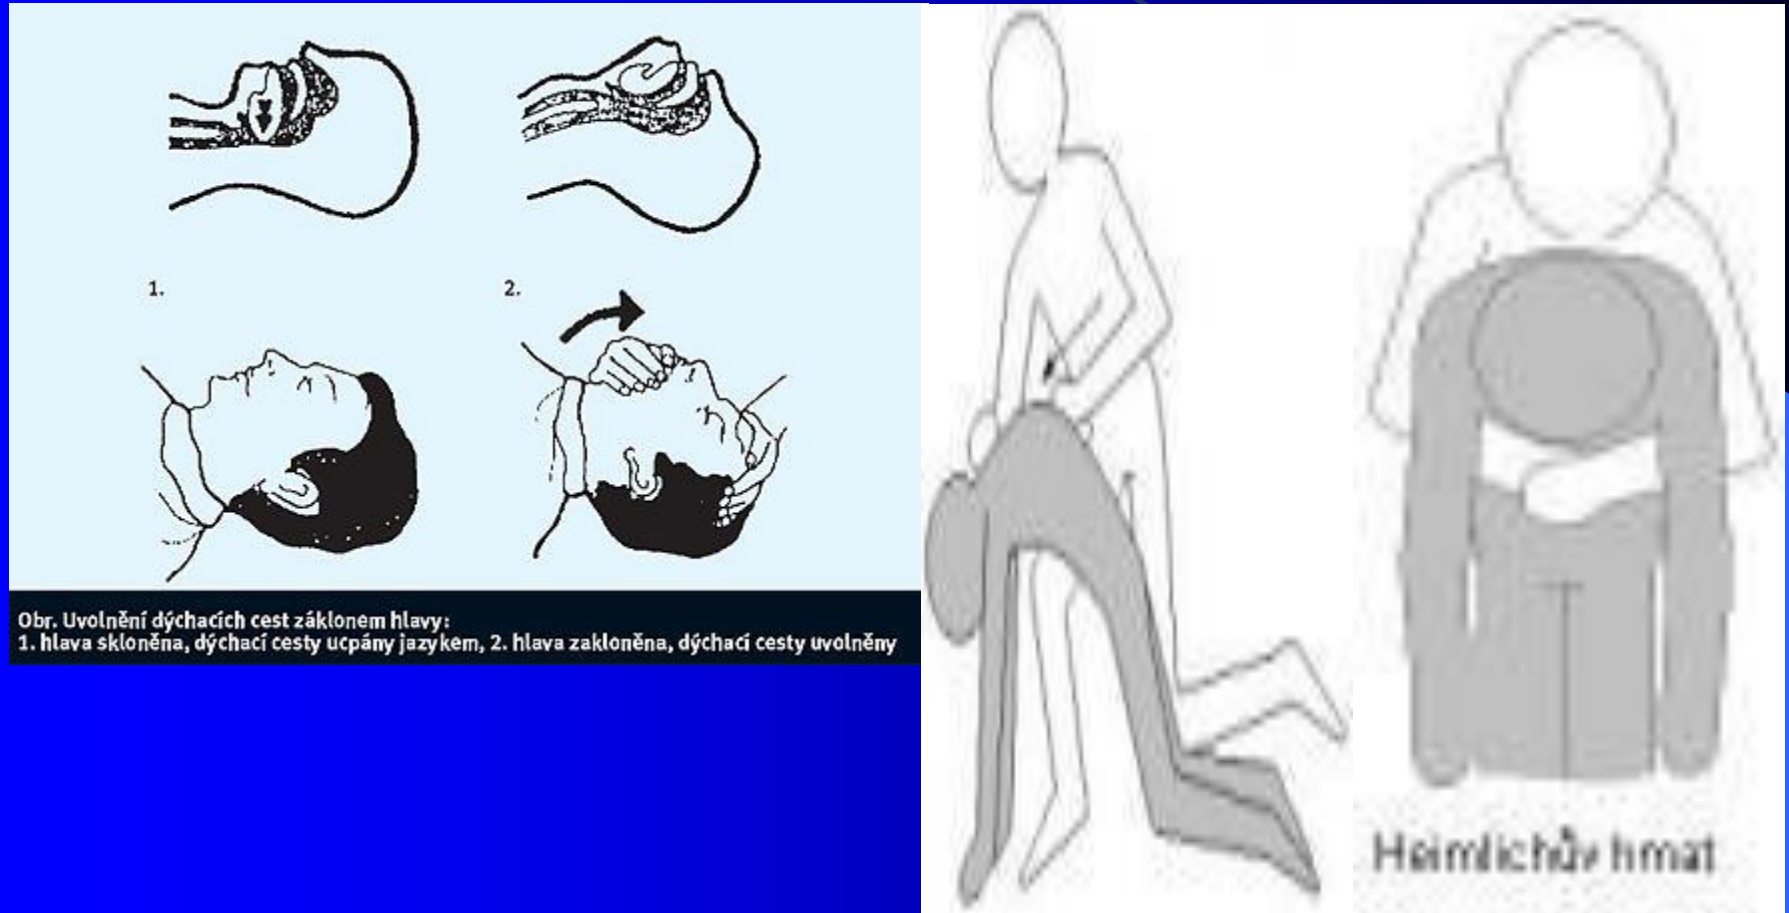 1.
2.
Obr. Uvolnění dýchacích cest záklonem hlavy:
1. hlava skloněna, dýchací cesty ucpány jazykem, 2. hlava zakloněna, dýchací cesty uvolněny
Heimlichův hmat